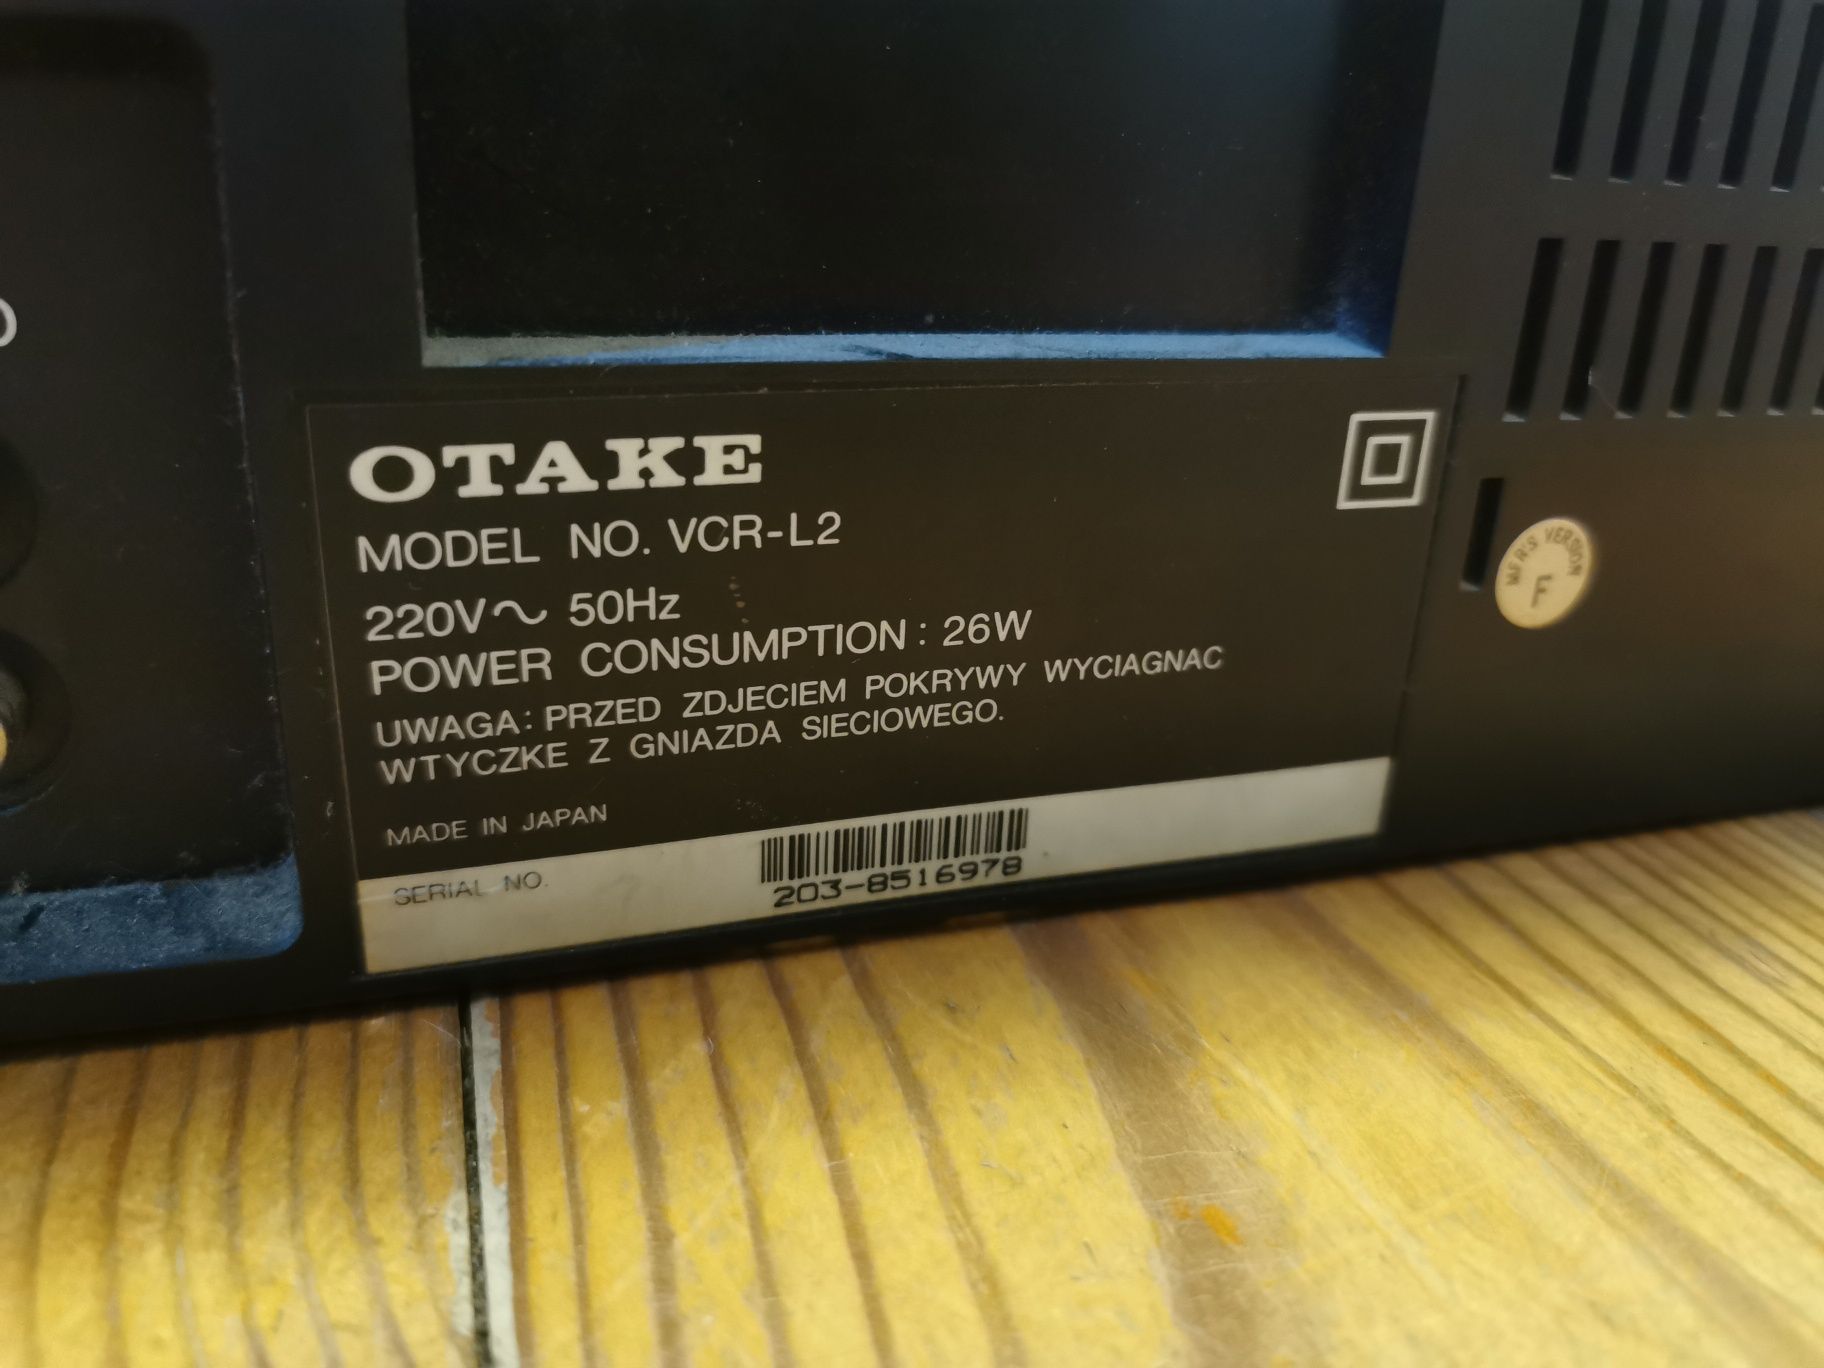 OTAKE
MODEL NO. VCR-L2
220V~ 50Hz
POWER CONSUMPTION: 26W
UWAGA: PRZED ZDJECIEM POKRYWY WYCIAGNAC
WTYCZKE Z GNIAZDA SIECIOWEGO.
MADE IN JAPAN
SERIAL NO.
203-8516978
MFR'S VERSION
F